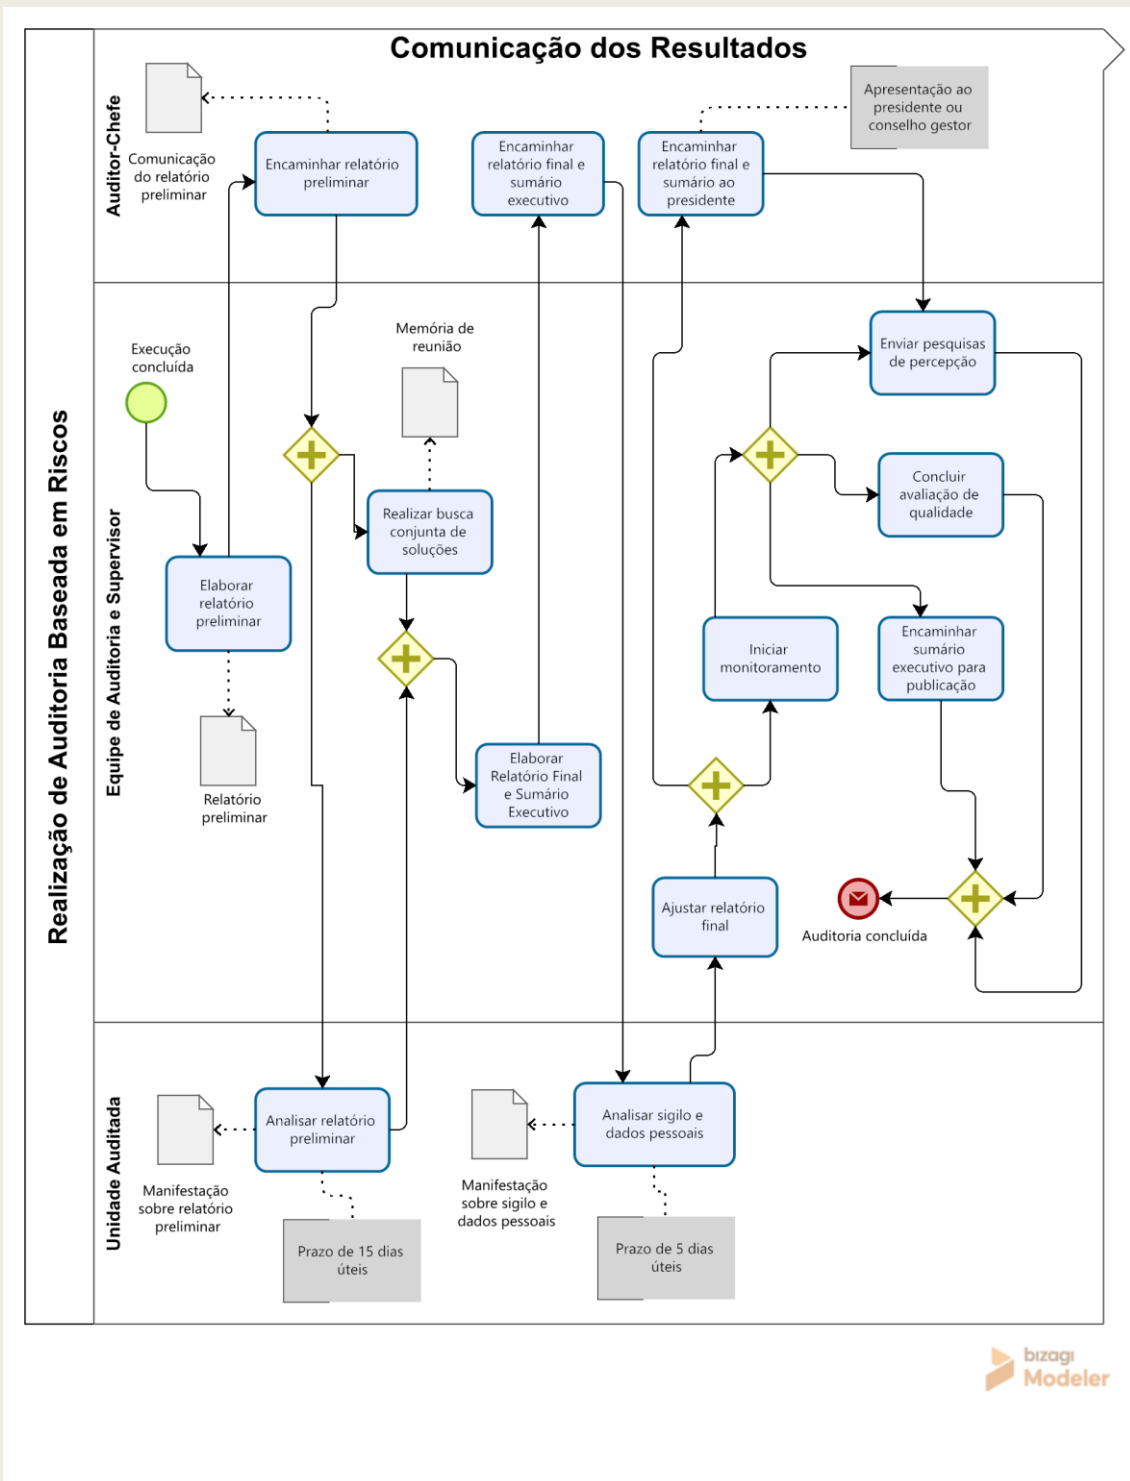 Comunicação dos Resultados
Realização de Auditoria Baseada em Riscos
Auditor-Chefe
Comunicação
do relatório
preliminar
Encaminhar relatório
preliminar
Encaminhar
relatório final e
sumário
executivo
Encaminhar
relatório final e
sumário ao
presidente
Apresentação ao
presidente ou
conselho gestor
Equipe de Auditoria e Supervisor
Execução
concluída
Elaborar
relatório
preliminar
Relatório
preliminar
Memória de
reunião
Realizar busca
conjunta de
soluções
Elaborar
Relatório Final
e Sumário
Executivo
Enviar pesquisas
de percepção
Concluir
avaliação de
qualidade
Iniciar
monitoramento
Encaminhar
sumário
executivo para
publicação
Ajustar relatório
final
Auditoria concluída
Unidade Auditada
Manifestação
sobre relatório
preliminar
Analisar relatório
preliminar
Prazo de 15 dias
úteis
Manifestação
sobre sigilo e
dados pessoais
Analisar sigilo e
dados pessoais
Prazo de 5 dias
úteis
bizagi
Modeler